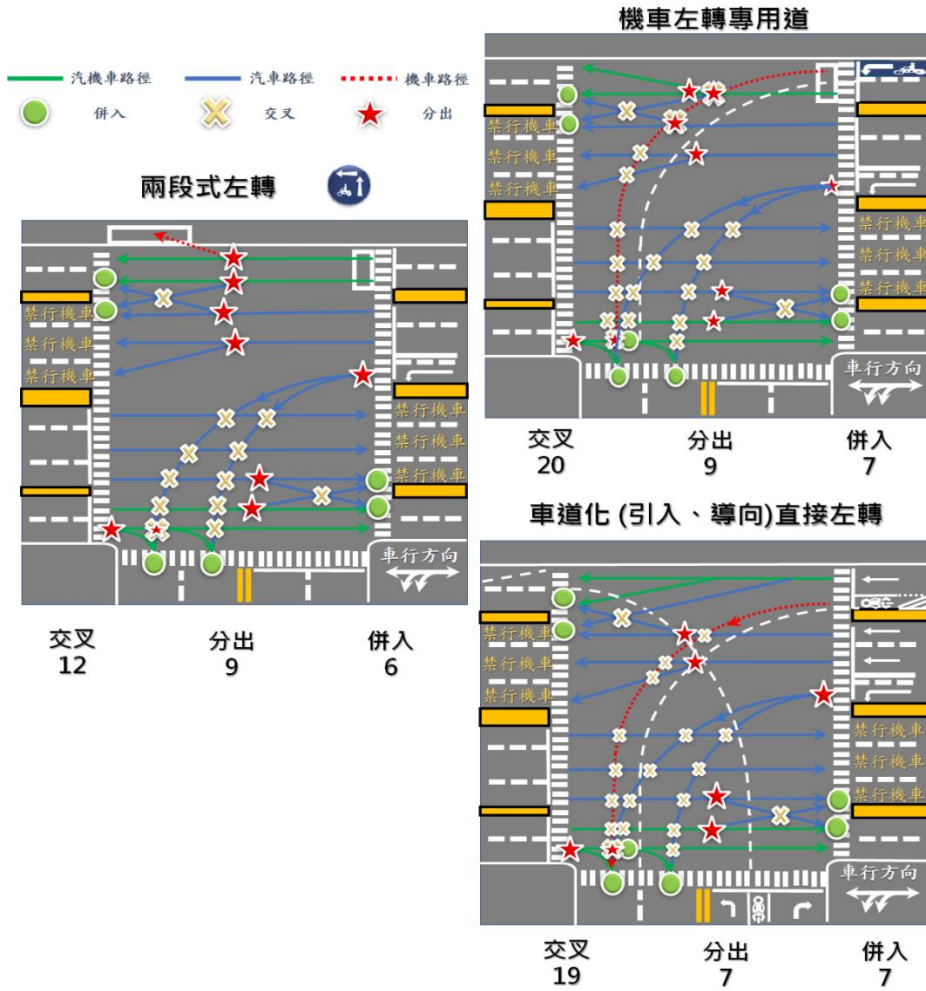 汽機車路徑
汽車路徑
機車路徑
併入
交叉
分出
兩段式左轉
禁行機車
禁行機車
禁行機車
禁行機車
禁行機車
禁行機車
車行方向
交叉
分出
併入
12
9
6
機車左轉專用道
禁行機車
禁行機車
禁行機車
禁行機車
禁行機車
禁行機車
車行方向
交叉
分出
併入
20
9
7
車道化 (引入、導向)直接左轉
禁行機車
禁行機車
禁行機車
禁行機車
禁行機車
禁行機車
車行方向
交叉
分出
併入
19
7
7